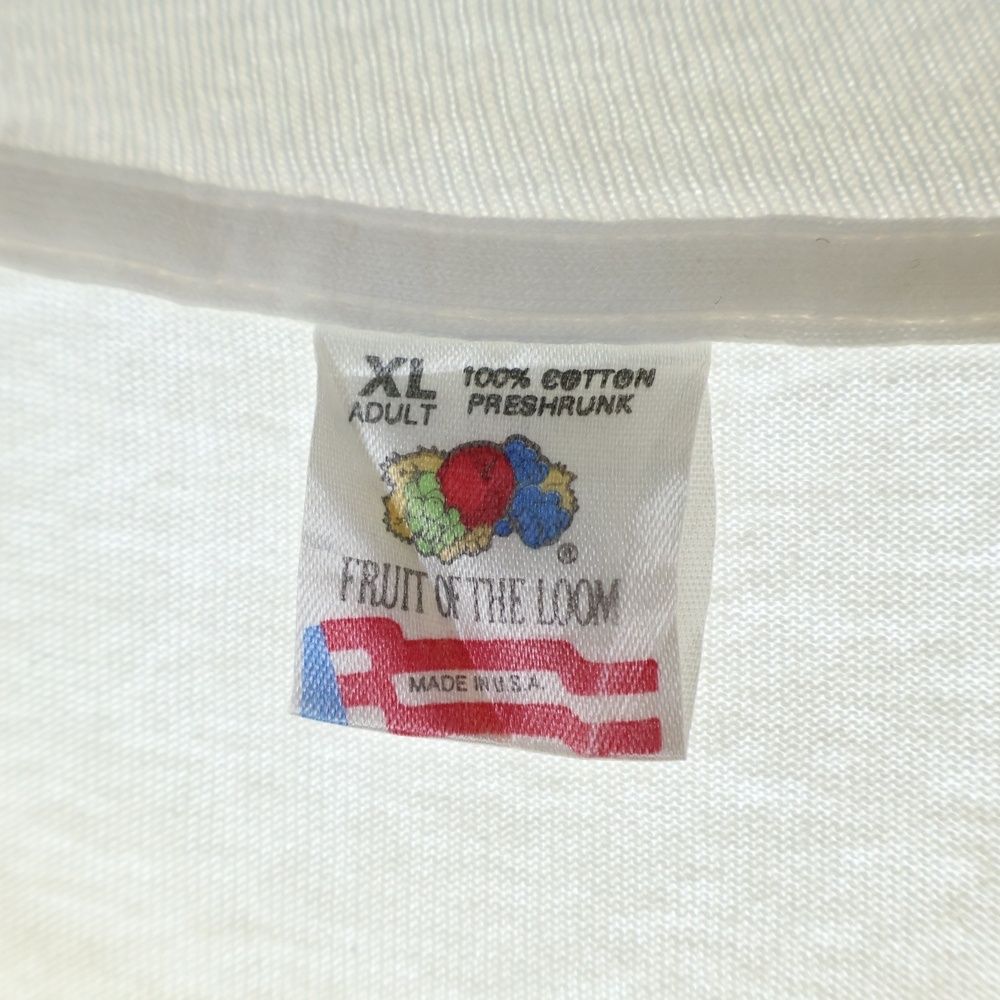 XL 100% COTTON
ADULT PRESHRUNK
®
FRUIT OF THE LOOM
MADE IN U.S.A.